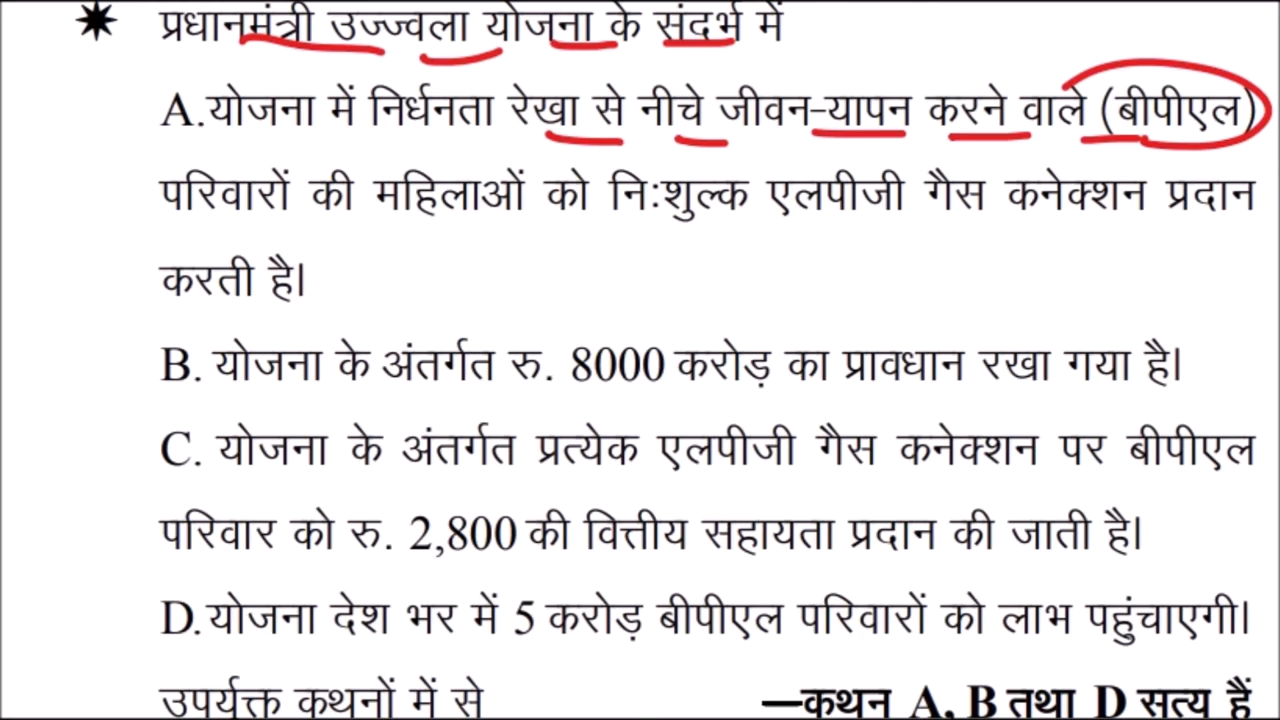 ✷ प्रधानमंत्री उज्ज्वला योजना के संदर्भ में
A.योजना में निर्धनता रेखा से नीचे जीवन-यापन करने वाले (बीपीएल)
परिवारों की महिलाओं को नि:शुल्क एलपीजी गैस कनेक्शन प्रदान
करती है।
B. योजना के अंतर्गत रु. 8000 करोड़ का प्रावधान रखा गया है।
C. योजना के अंतर्गत प्रत्येक एलपीजी गैस कनेक्शन पर बीपीएल
परिवार को रु. 2,800 की वित्तीय सहायता प्रदान की जाती है।
D.योजना देश भर में 5 करोड़ बीपीएल परिवारों को लाभ पहुंचाएगी।
उपर्युक्त कथनों में से —कथन A, B तथा D सत्य हैं